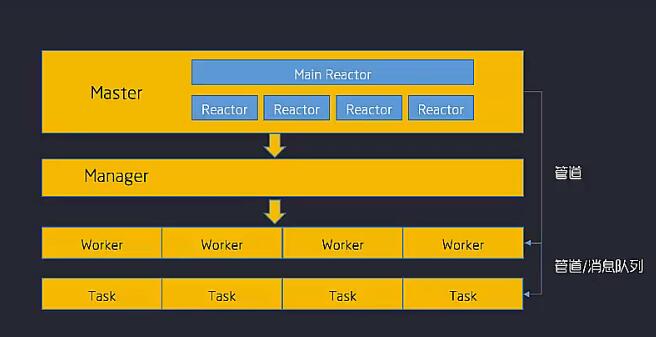 Master
Main Reactor
Reactor Reactor Reactor Reactor
Manager
管道
Worker Worker Worker Worker
管道/消息队列
Task Task Task Task